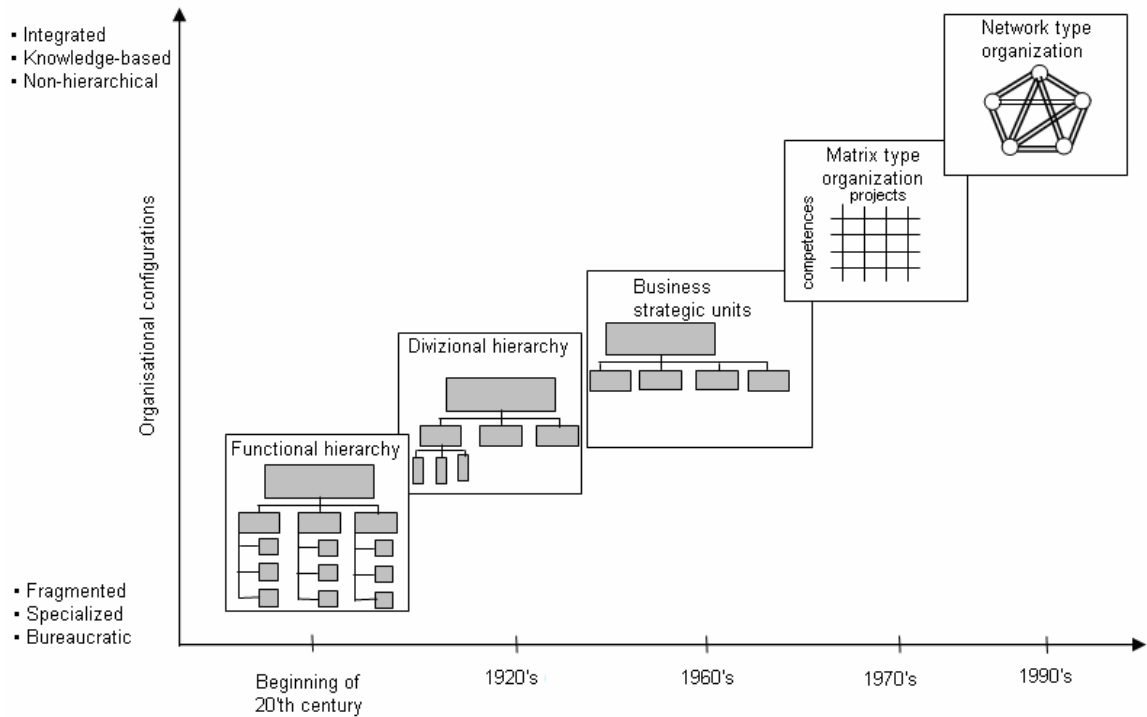 ▪ Integrated
▪ Knowledge-based
▪ Non-hierarchical
Network type
organization
Matrix type
organization
projects
competences
Organisational configurations
Business
strategic units
Divizional hierarchy
Functional hierarchy
▪ Fragmented
▪ Specialized
▪ Bureaucratic
Beginning of
20'th century
1920's
1960's
1970's
1990's